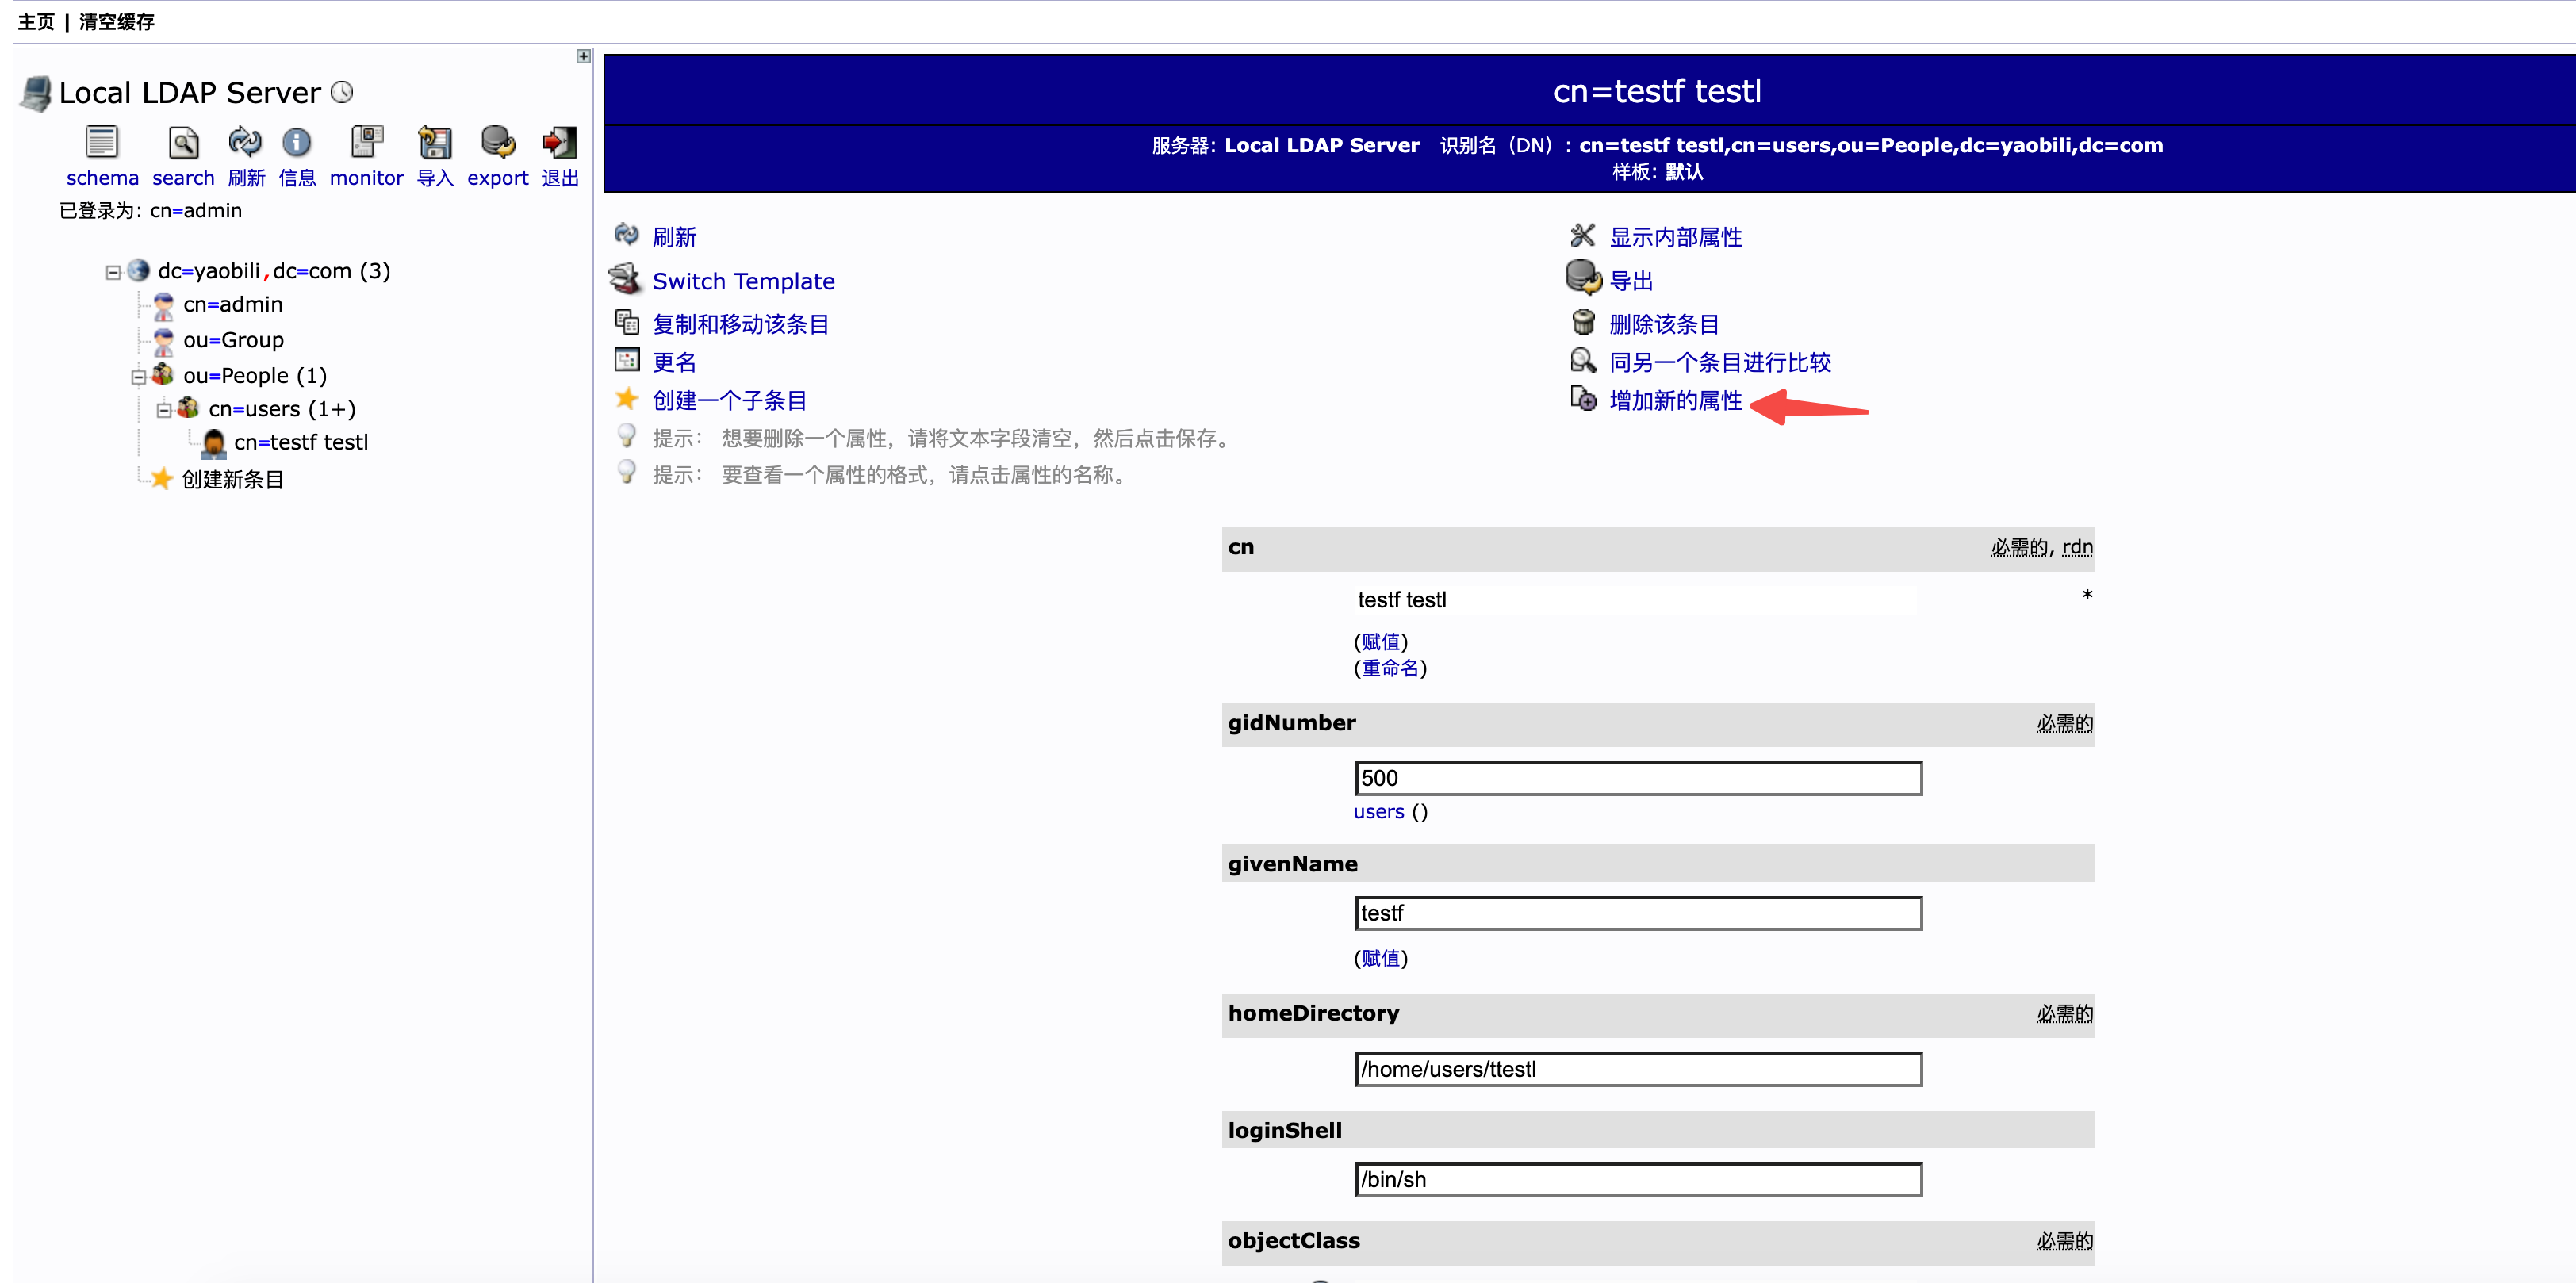 主页 | 清空缓存
Local LDAP Server
schema search 刷新 信息 monitor 导入 export 退出
已登录为: cn=admin
dc=yaobili,dc=com (3)
cn=admin
ou=Group
ou=People (1)
cn=users (1+)
cn=testf testl
创建新条目
cn=testf testl
服务器: Local LDAP Server 识别名（DN）: cn=testf testl,cn=users,ou=People,dc=yaobili,dc=com
样板: 默认
刷新
显示内部属性
Switch Template
导出
复制和移动该条目
删除该条目
更名
同另一个条目进行比较
创建一个子条目
增加新的属性
提示： 想要删除一个属性，请将文本字段清空，然后点击保存。
提示： 要查看一个属性的格式，请点击属性的名称。
cn 必需的, rdn
testf testl *
(赋值)
(重命名)
gidNumber 必需的
500
users ()
givenName
testf
(赋值)
homeDirectory 必需的
/home/users/ttestl
loginShell
/bin/sh
objectClass 必需的